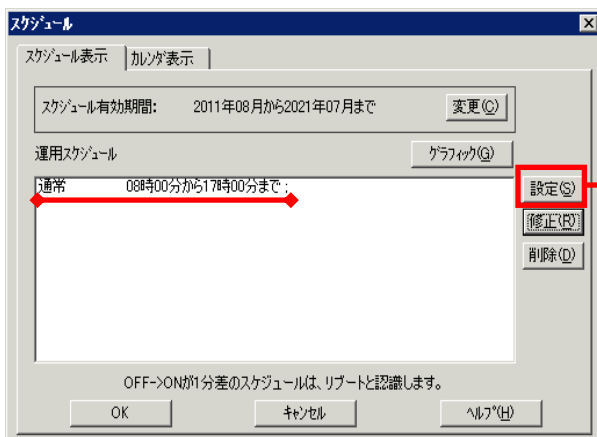 スケジュール
スケジュール表示 カレンダ表示
スケジュール有効期間: 2011年08月から2021年07月まで 変更(C)
運用スケジュール グラフィック(G)
通常 08時00分から17時00分まで ;
設定(S)
修正(R)
削除(D)
OFF->ONが1分差のスケジュールは、リブートと認識します。
OK キャンセル ヘルプ(H)